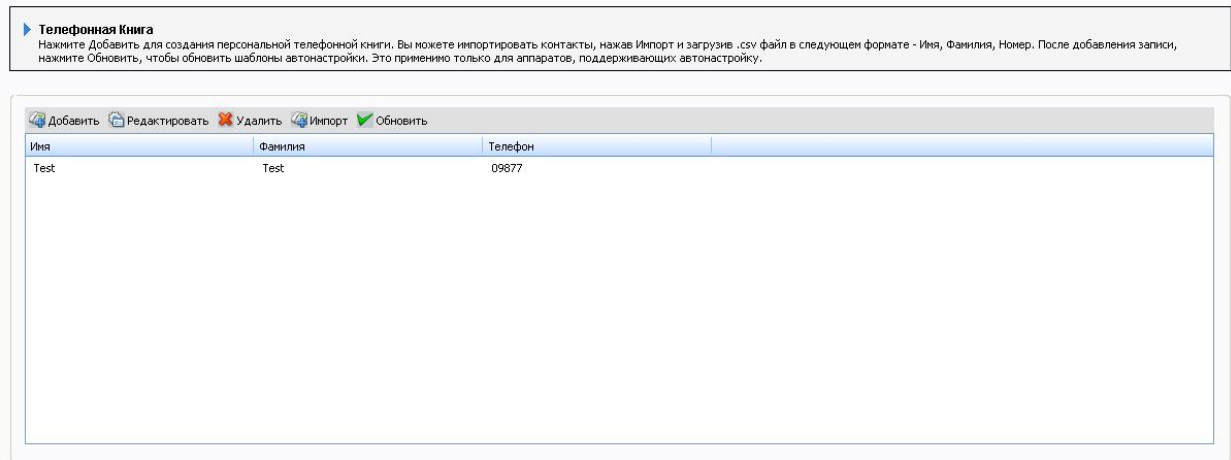 Телефонная Книга
Нажмите Добавить для создания персональной телефонной книги. Вы можете импортировать контакты, нажав Импорт и загрузив .csv файл в следующем формате - Имя, Фамилия, Номер. После добавления записи,
нажмите Обновить, чтобы обновить шаблоны автонастройки. Это применимо только для аппаратов, поддерживающих автонастройку.
Добавить Редактировать Удалить Импорт Обновить
Имя Фамилия Телефон
Test Test 09877